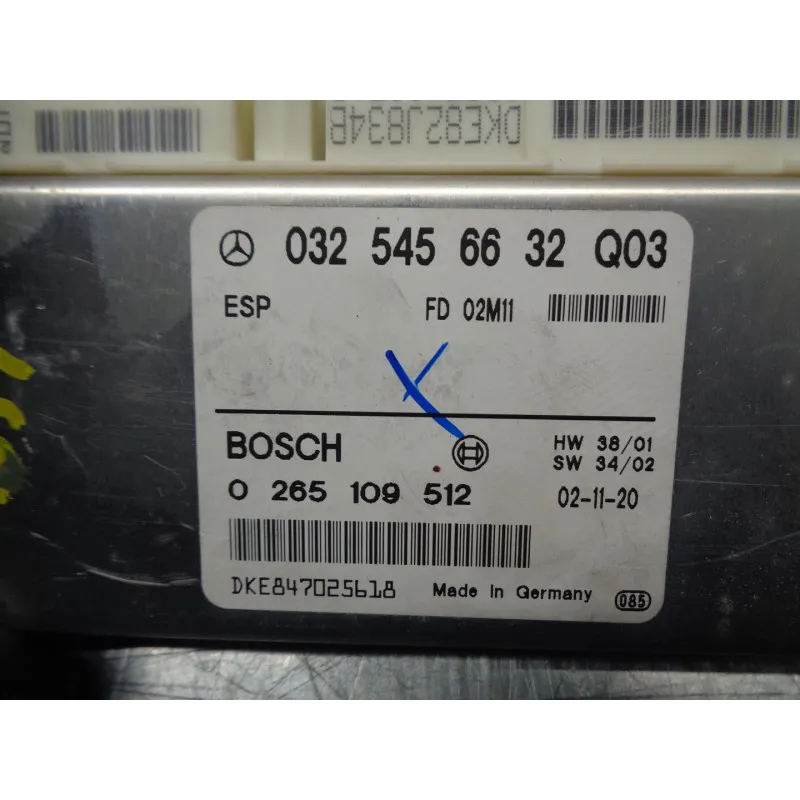 DKE82J834B
032 545 66 32 Q03
ESP FD 02M11
BOSCH HW 38/01
SW 34/02
0 265 109 512 02-11-20
DKE847025618 Made in Germany 085